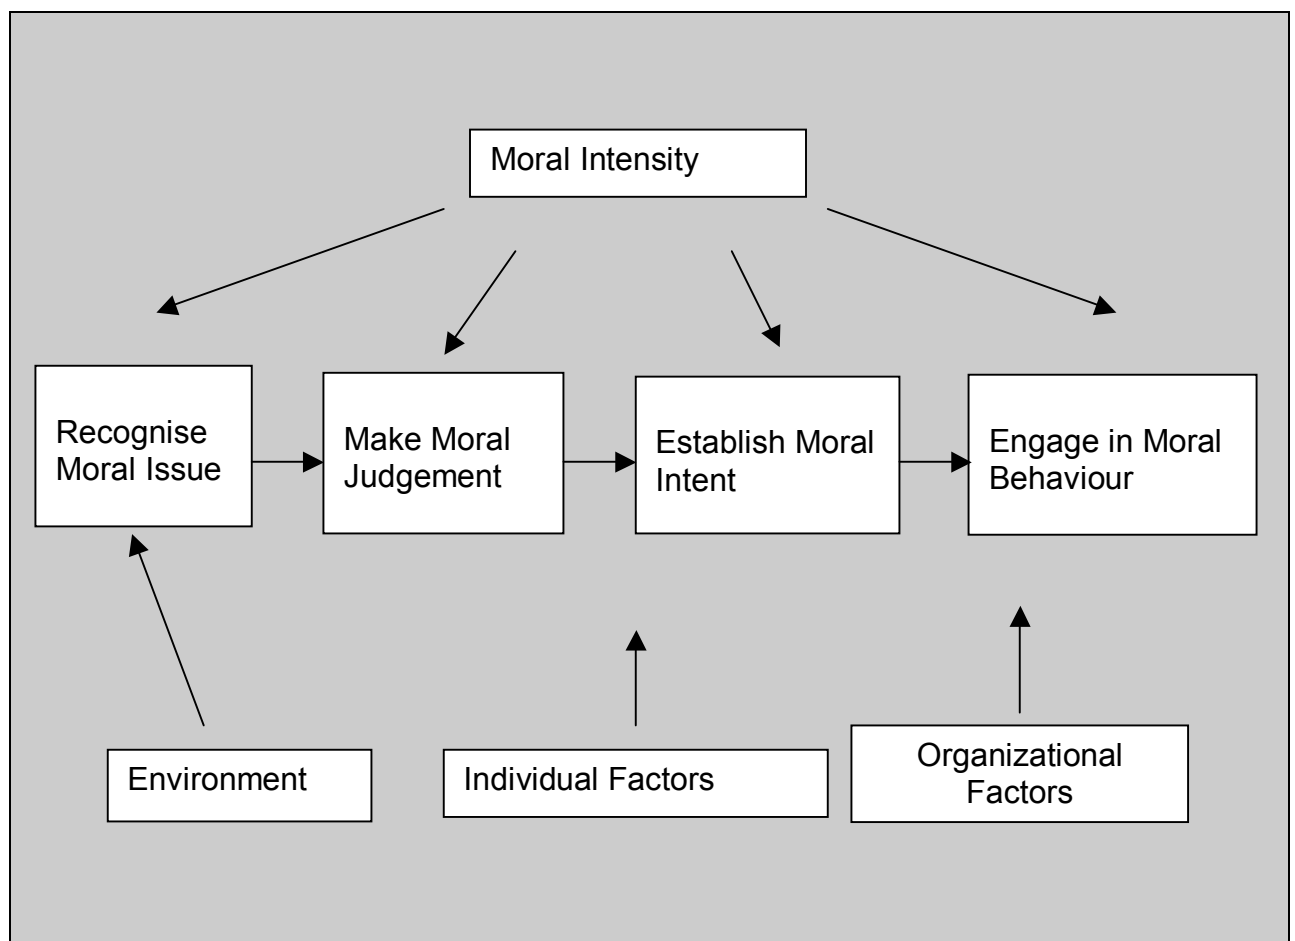 Moral Intensity
Recognise
Moral Issue
Make Moral
Judgement
Establish Moral
Intent
Engage in Moral
Behaviour
Environment
Individual Factors
Organizational
Factors